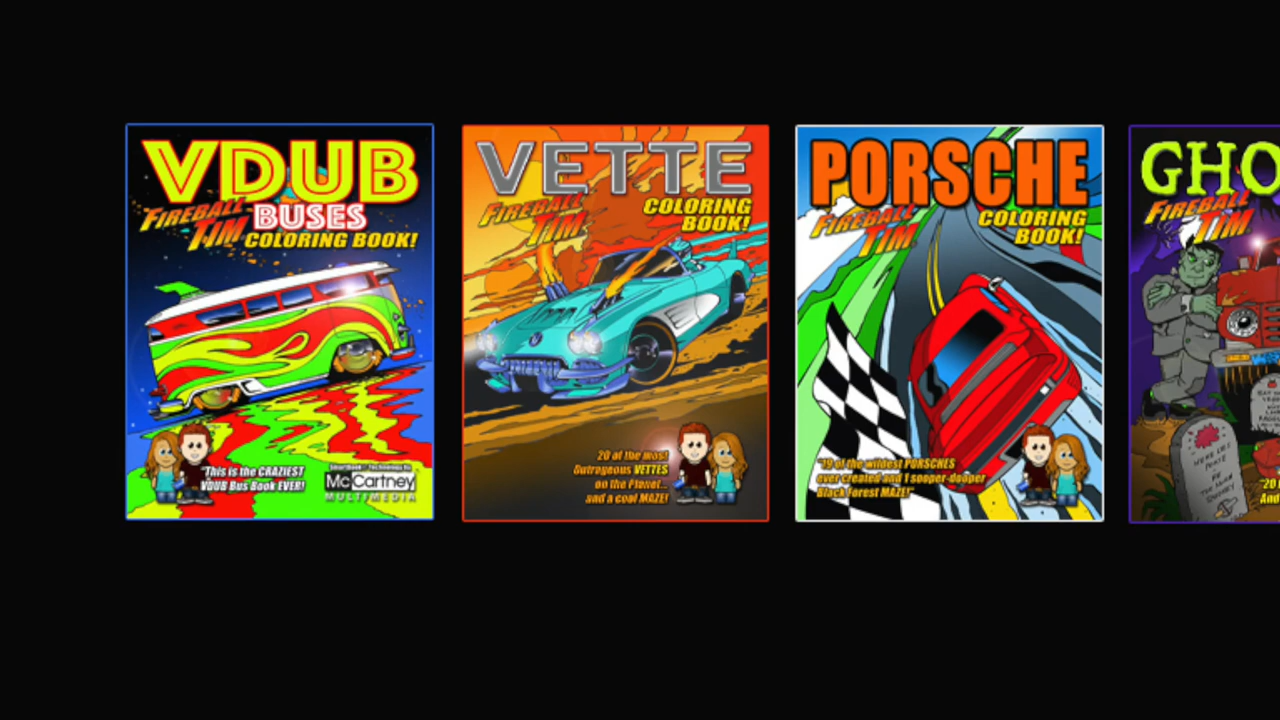 VDUB
FIREBALL
TIM
BUSES
COLORING BOOK!
"This is the CRAZIEST
VDUB Bus Book EVER!
McCartney
MULTIMEDIA
VETTE
FIREBALL
TIM
COLORING
BOOK!
20 of the most
Outrageous VETTES
on the Planet...
and a cool MAZE!
PORSCHE
FIREBALL
TIM
COLORING
BOOK!
"19 of the wildest PORSCHES
ever created and 1 sooper-dooper
Black Forest MAZE!"
GHO
FIREBALL
TIM
"20
And